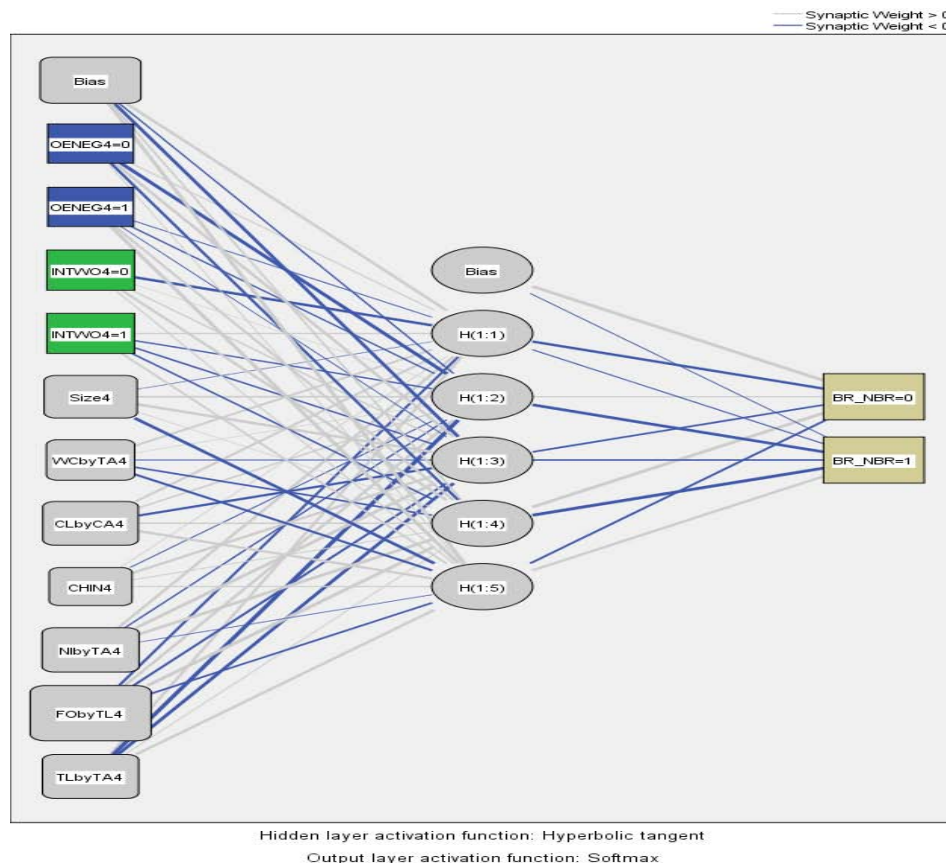 Synaptic Weight > 0
Synaptic Weight < 0
Bias
OENEG4=0
OENEG4=1
INTWO4=0
INTWO4=1
Size4
WCbyTA4
CLbyCA4
CHIN4
NIbyTA4
FObyTL4
TLbyTA4
Bias
H(1:1)
H(1:2)
H(1:3)
H(1:4)
H(1:5)
BR_NBR=0
BR_NBR=1
Hidden layer activation function: Hyperbolic tangent
Output layer activation function: Softmax